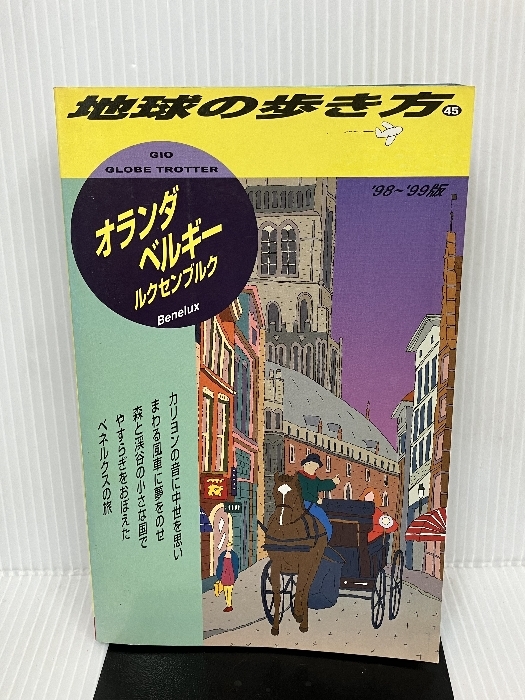 地球の歩き方 45
GIO
GLOBE TROTTER
'98〜'99版
オランダ
ベルギー
ルクセンブルク
Benelux
カリヨンの音に中世を思い
まわる風車に夢をのせ
森と渓谷の小さな国で
やすらぎをおぼえた
ベネルクスの旅